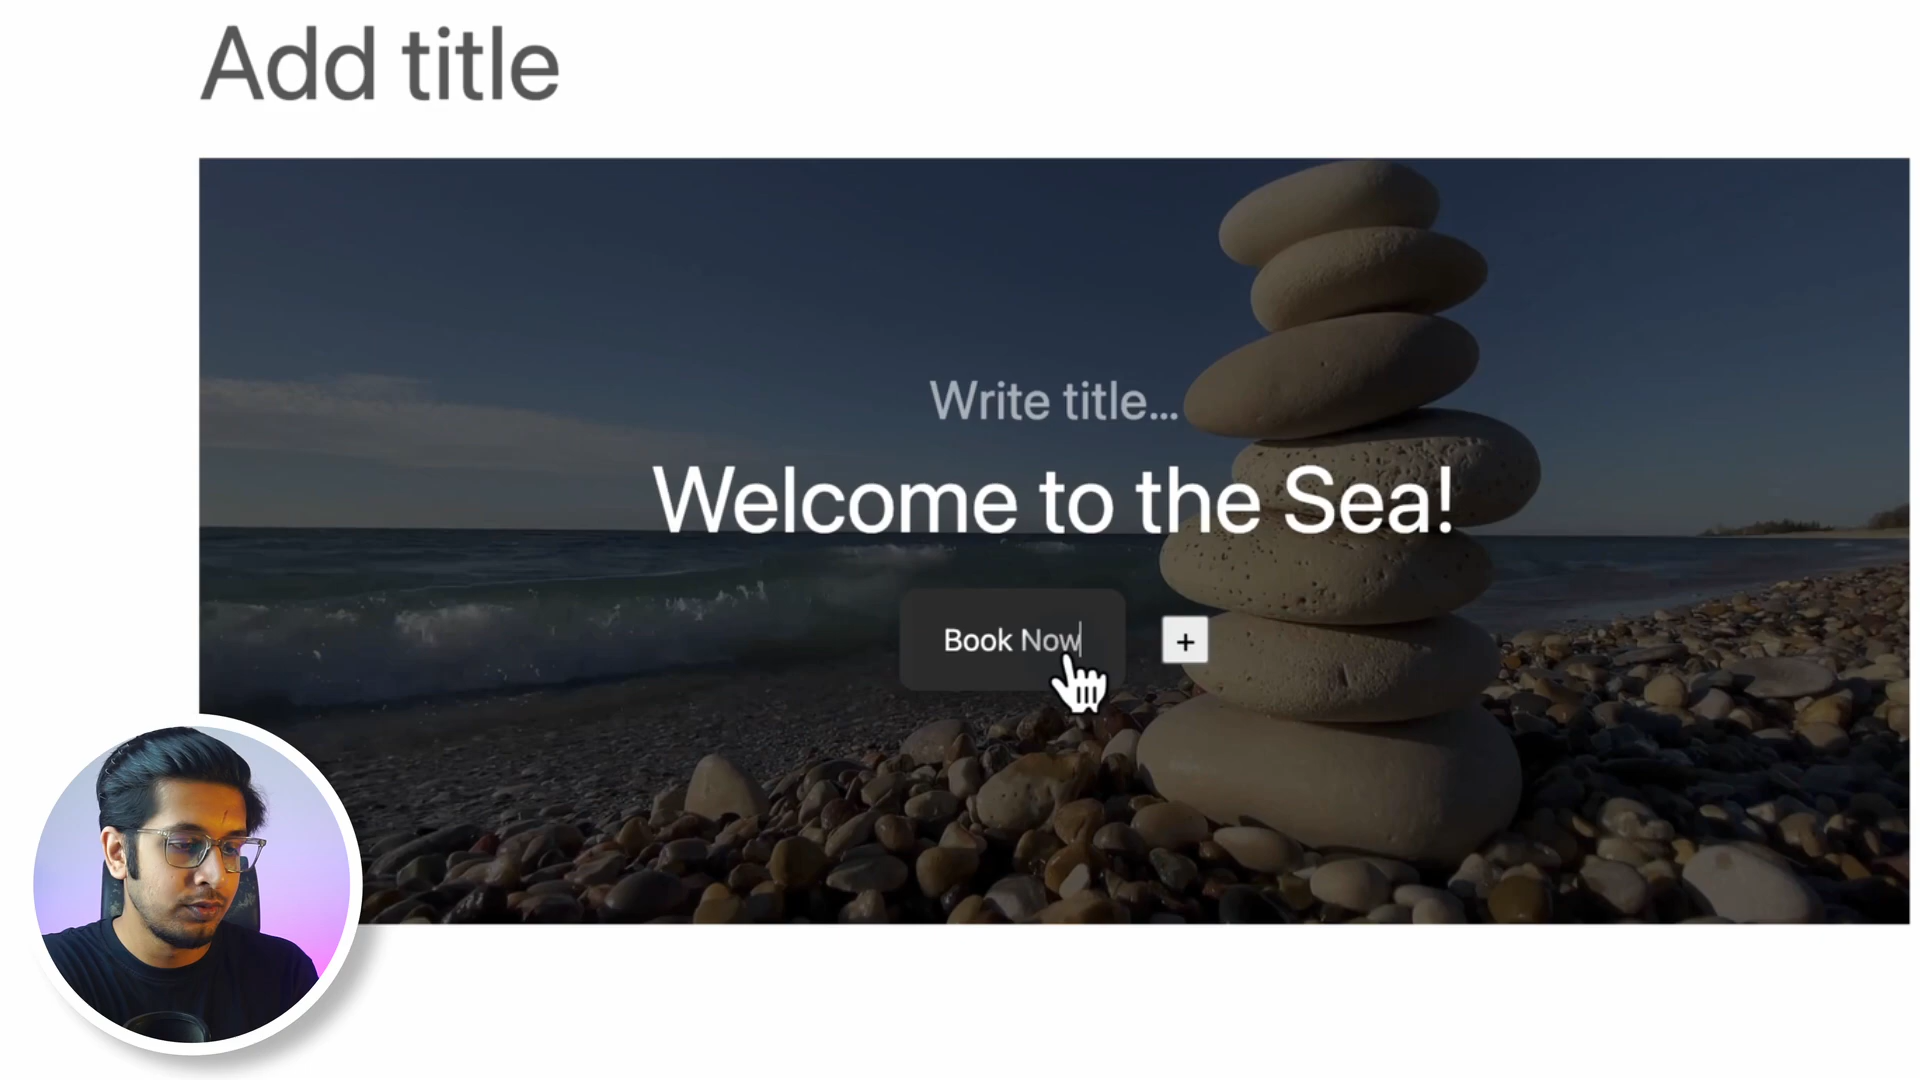 Add title
Write title...
Welcome to the Sea!
Book Now
+